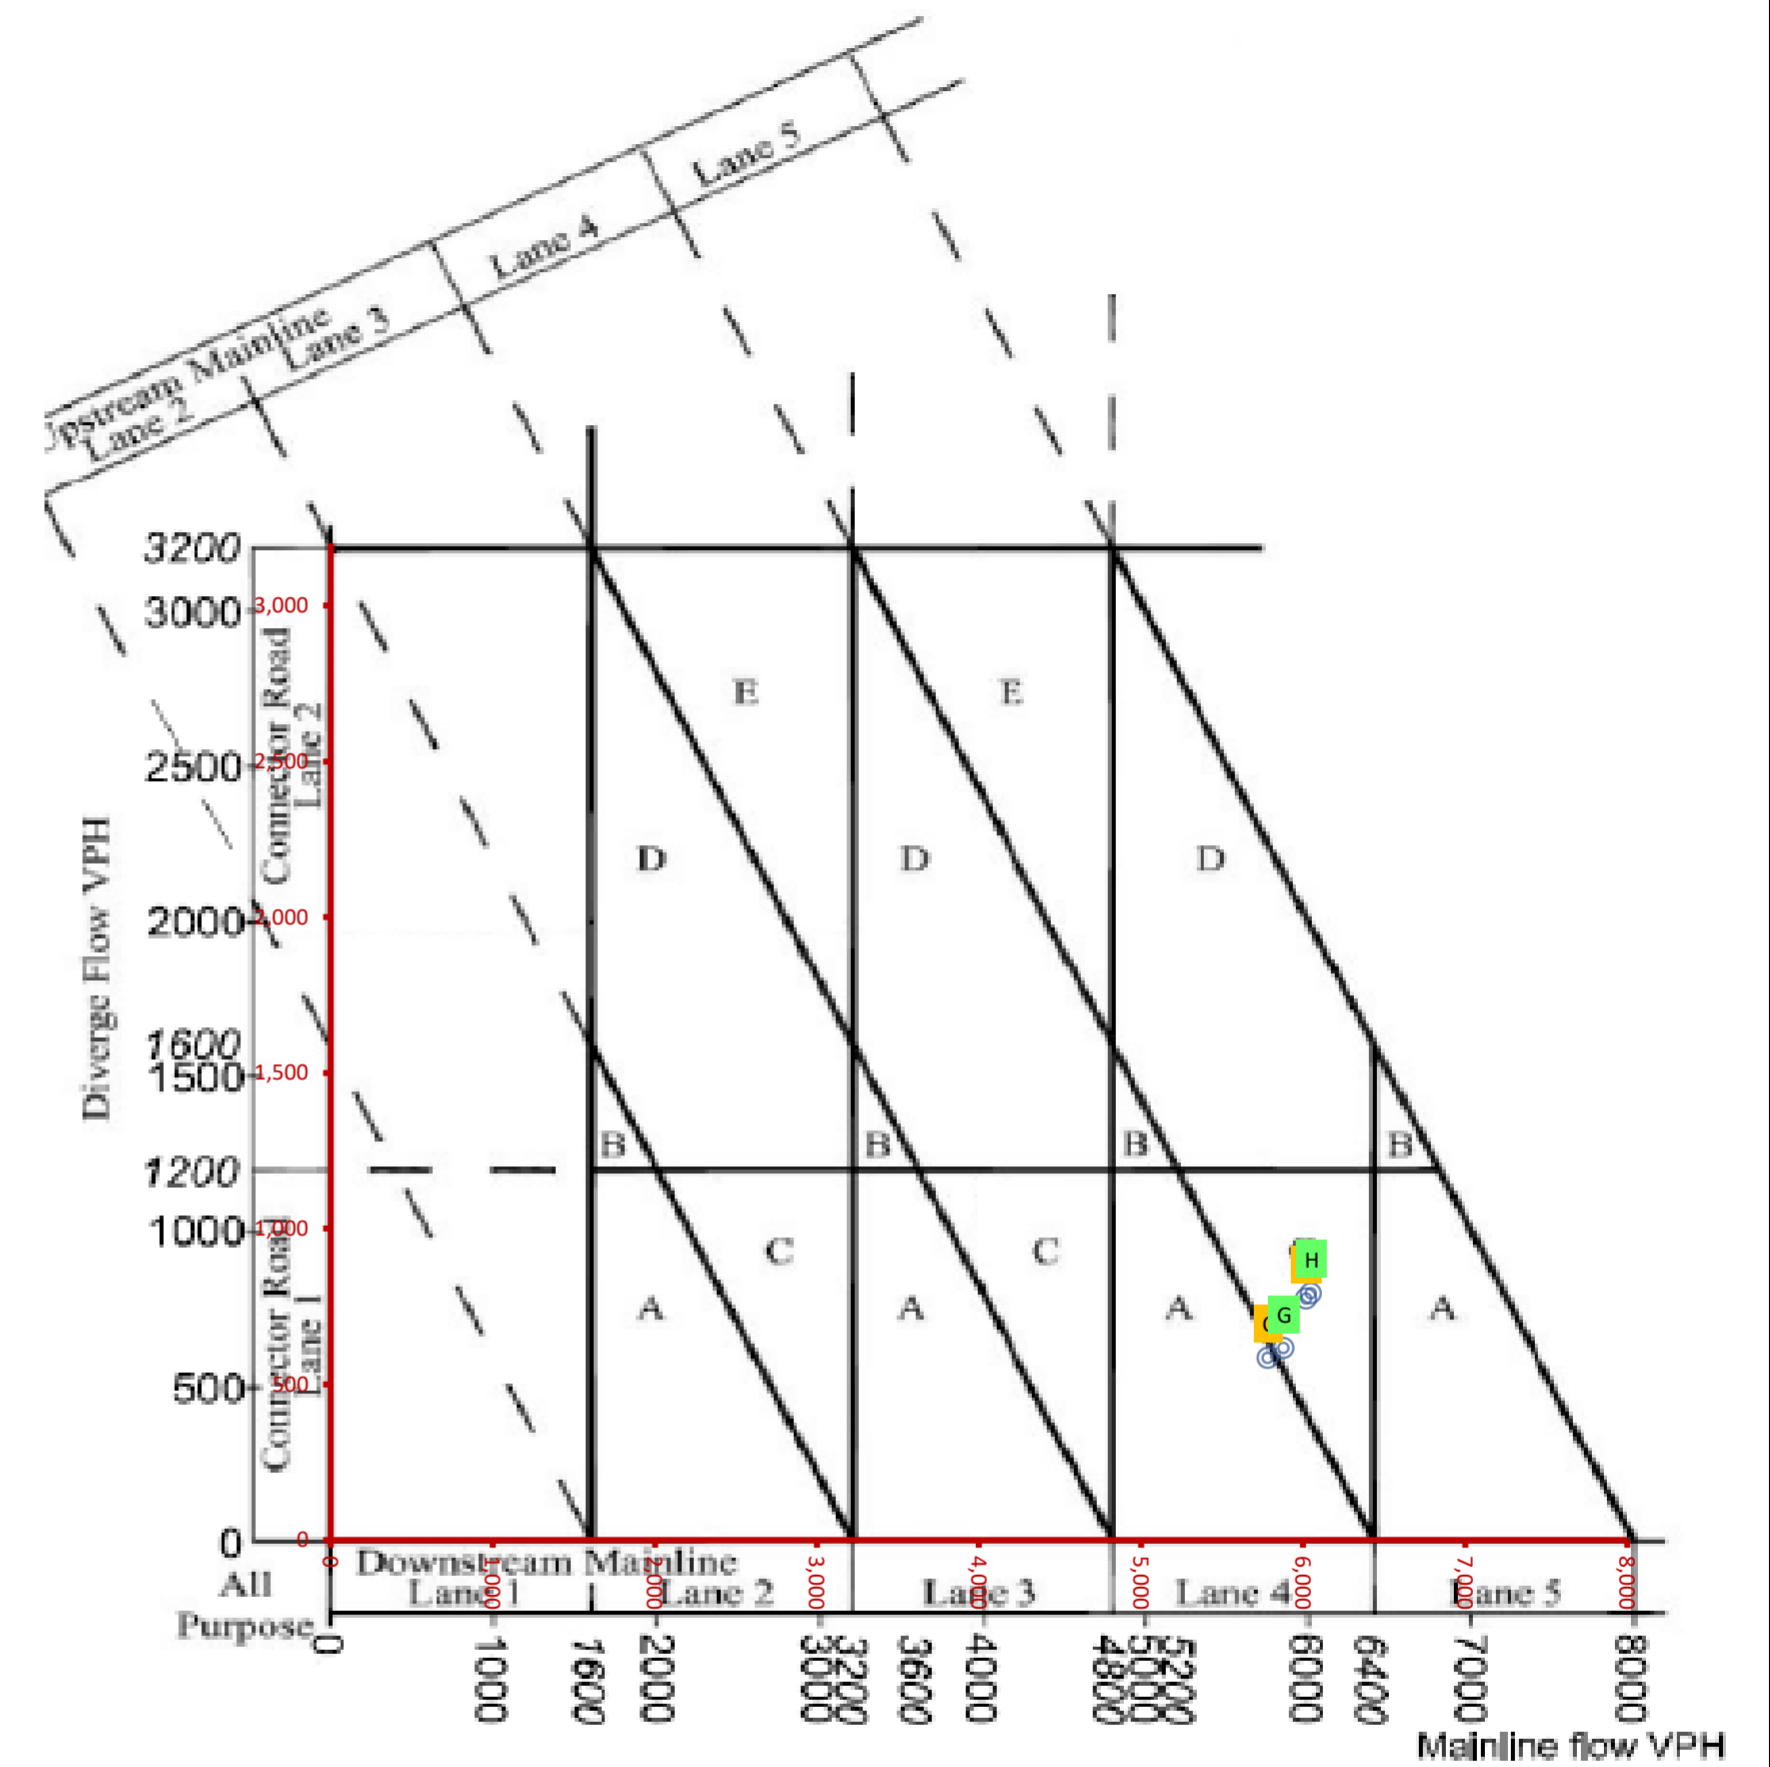 Lane 5
Lane 4
Upstream Mainline
Lane 3
Lane 2
3200
3000
3,000
Connector Road
Lane 2
E
E
2500
2,500
Diverge Flow VPH
D
D
D
2000
2,000
1600
1500
1,500
B
B
B
B
1200
1000
1,000
Connector Road
Lane 1
C
C
H
A
A
A
A
G
500
500
0
0
0
1,000
2,000
3,000
4,000
5,000
6,000
7,000
8,000
Downstream Mainline
All
Purpose
Lane 1
Lane 2
Lane 3
Lane 4
Lane 5
0
1000
1600
2000
3000
3200
3600
4000
4800
5000
5200
6000
6400
7000
8000
Mainline flow VPH